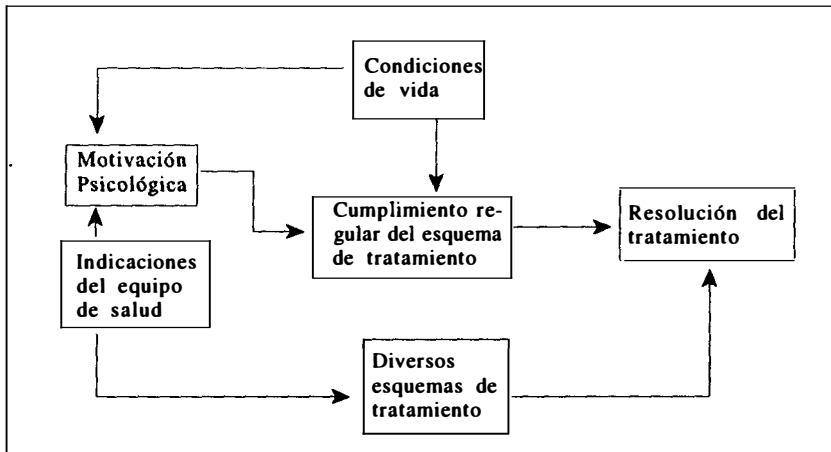 Condiciones
de vida
Motivación
Psicológica
Cumplimiento re-
gular del esquema
de tratamiento
Resolución del
tratamiento
Indicaciones
del equipo
de salud
Diversos
esquemas de
tratamiento